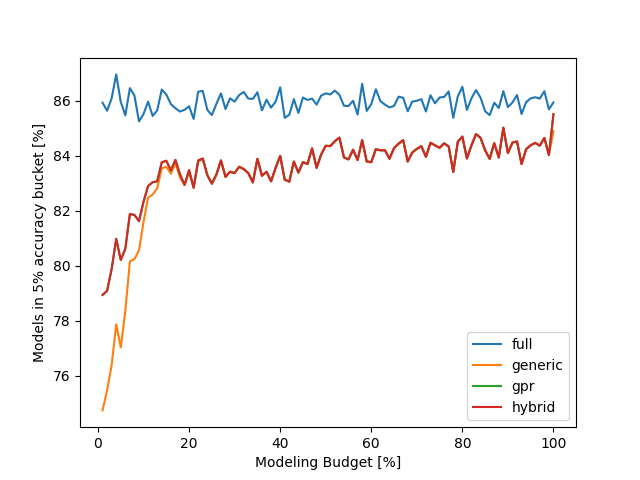 Models in 5% accuracy bucket [%]
86
84
82
80
78
76
0
20
40
60
80
100
Modeling Budget [%]
full
generic
gpr
hybrid